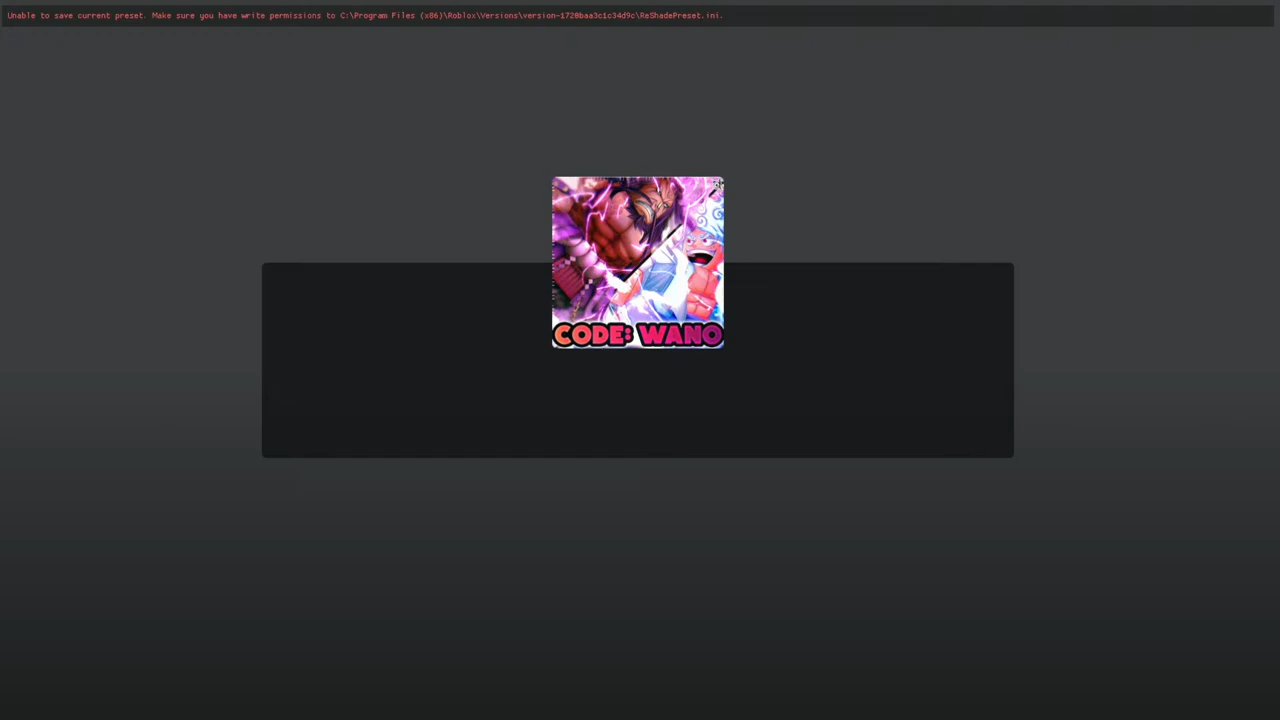 Unable to save current preset. Make sure you have write permissions to C:\Program Files (x86)\Roblox\Versions\version-1720baa3c1c34d9c\ReShadePreset.ini.
CODE: WANO